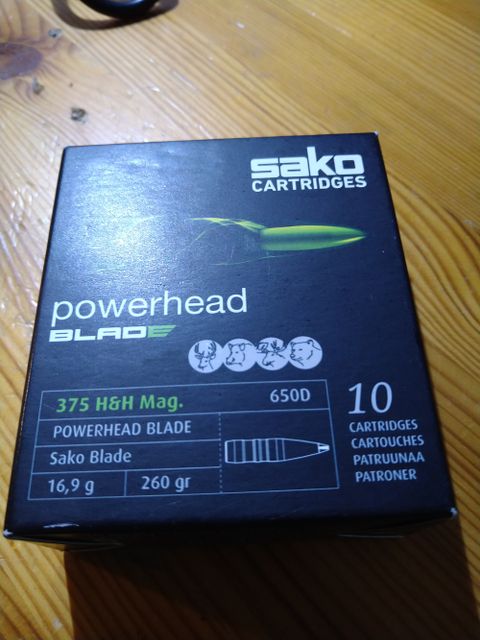 sako
CARTRIDGES
powerhead
BLADE
375 H&H Mag. 650D
POWERHEAD BLADE
Sako Blade
16,9 g 260 gr
10
CARTRIDGES
CARTOUCHES
PATRUUNAA
PATRONER